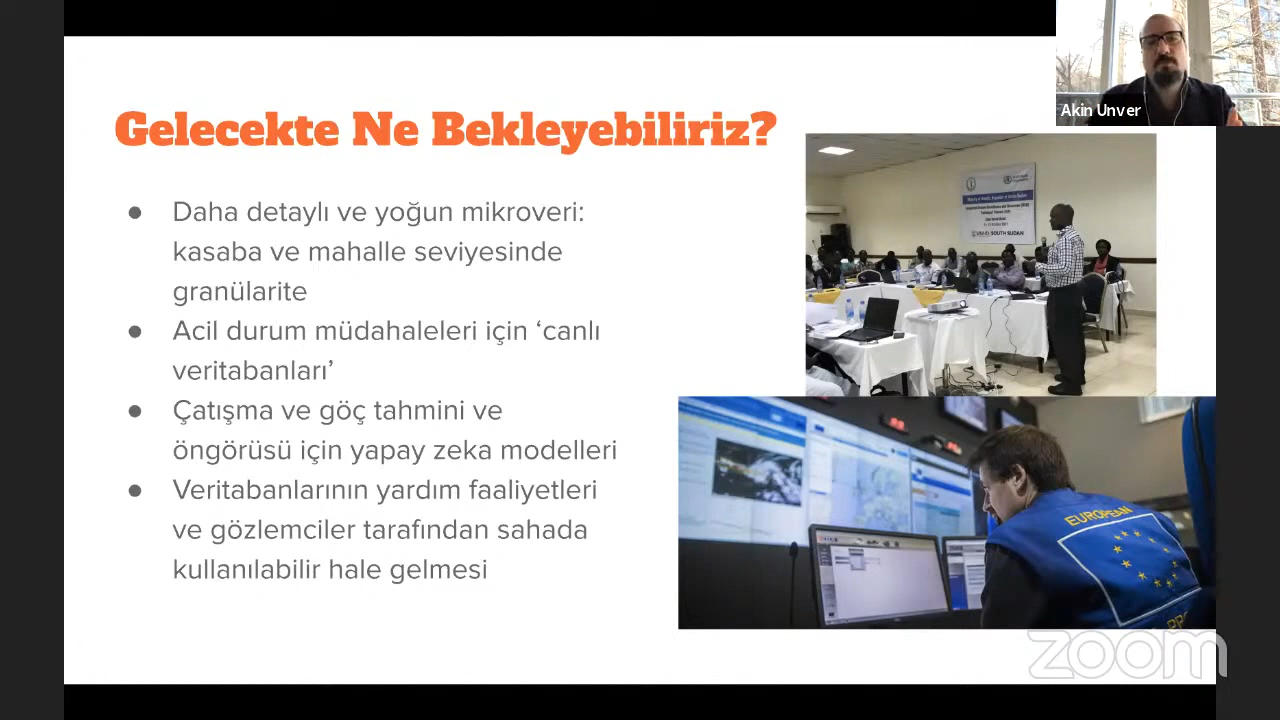 Akin Unver
Gelecekte Ne Bekleyebiliriz?
● Daha detaylı ve yoğun mikroveri:
kasaba ve mahalle seviyesinde
granülarite
● Acil durum müdahaleleri için ‘canlı
veritabanları’
● Çatışma ve göç tahmini ve
öngörüsü için yapay zeka modelleri
● Veritabanlarının yardım faaliyetleri
ve gözlemciler tarafından sahada
kullanılabilir hale gelmesi
SOUTH SUDAN
EUROPEAN
zoom